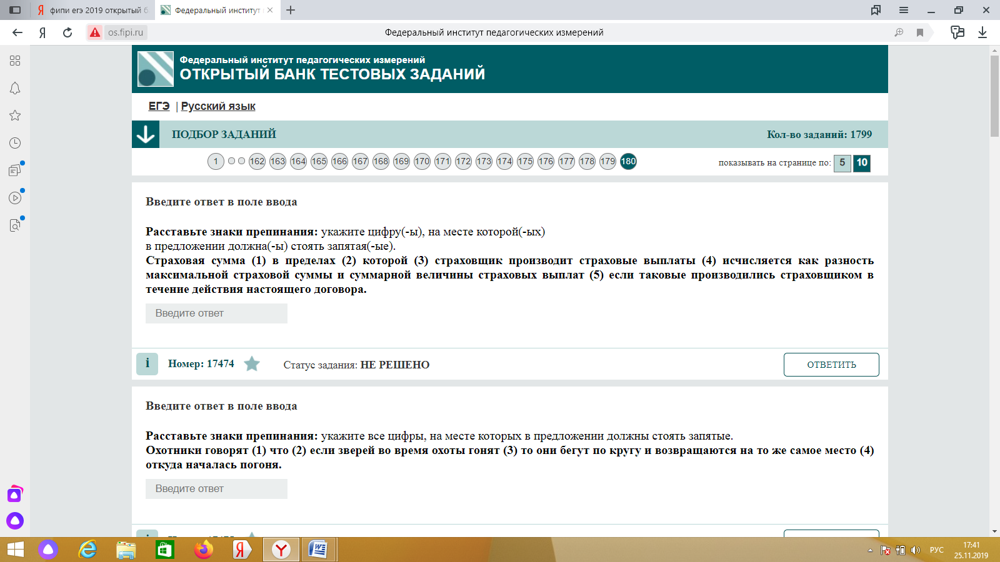 фипи егэ 2019 открытый б
Федеральный институт
os.fipi.ru
Федеральный институт педагогических измерений
Федеральный институт педагогических измерений
ОТКРЫТЫЙ БАНК ТЕСТОВЫХ ЗАДАНИЙ
ЕГЭ | Русский язык
ПОДБОР ЗАДАНИЙ Кол-во заданий: 1799
1 162 163 164 165 166 167 168 169 170 171 172 173 174 175 176 177 178 179 180 показывать на странице по: 5 10
Введите ответ в поле ввода
Расставьте знаки препинания: укажите цифру(-ы), на месте которой(-ых)
в предложении должна(-ы) стоять запятая(-ые).
Страховая сумма (1) в пределах (2) которой (3) страховщик производит страховые выплаты (4) исчисляется как разность
максимальной страховой суммы и суммарной величины страховых выплат (5) если таковые производились страховщиком в
течение действия настоящего договора.
Введите ответ
i Номер: 17474 Статус задания: НЕ РЕШЕНО ОТВЕТИТЬ
Введите ответ в поле ввода
Расставьте знаки препинания: укажите все цифры, на месте которых в предложении должны стоять запятые.
Охотники говорят (1) что (2) если зверей во время охоты гонят (3) то они бегут по кругу и возвращаются на то же самое место (4)
откуда началась погоня.
Введите ответ
РУС
17:41
25.11.2019